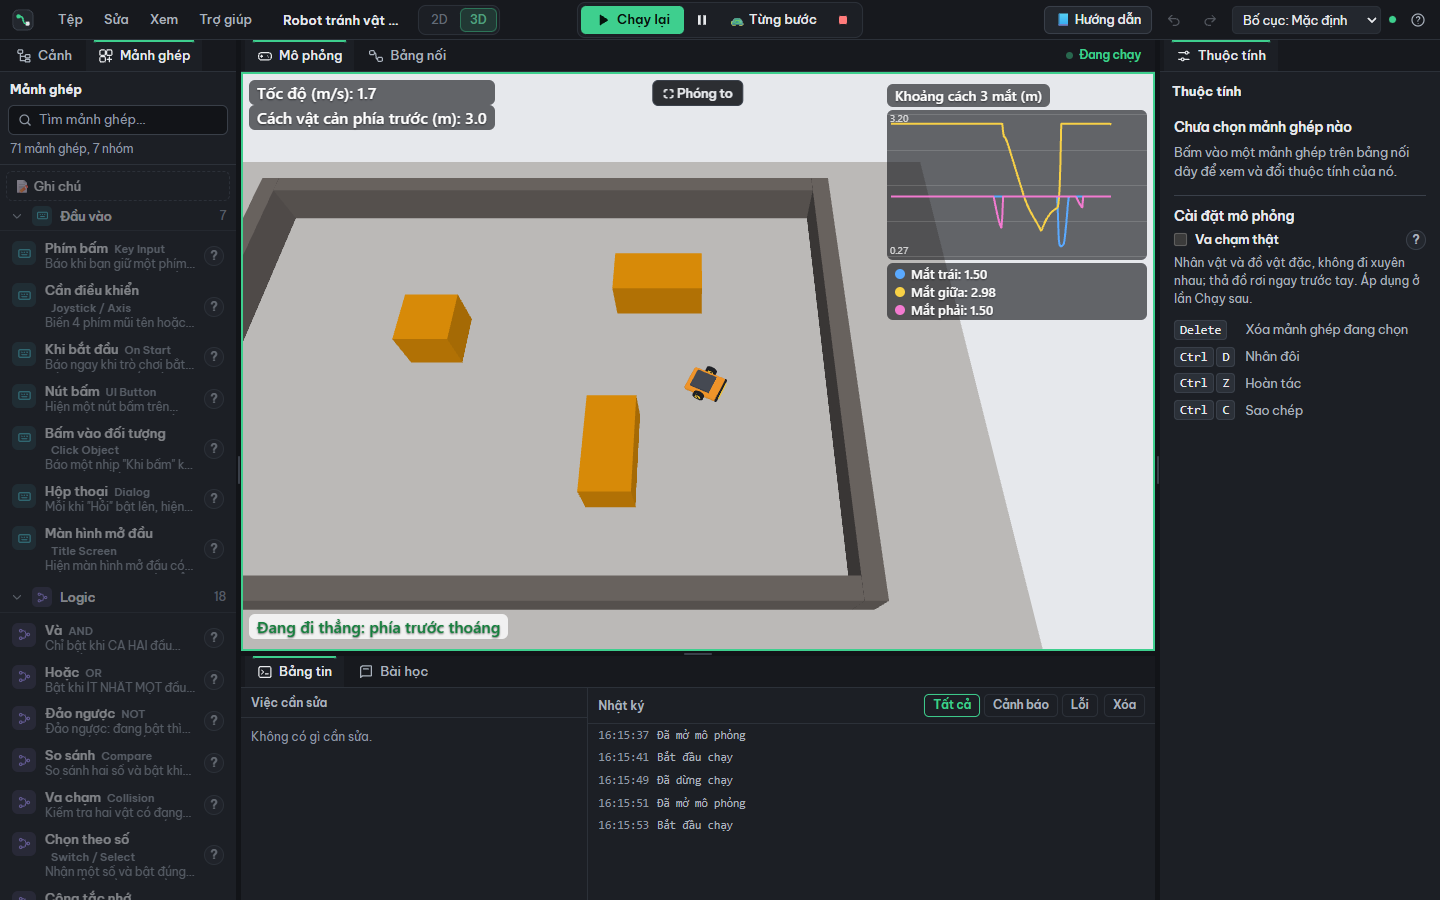 Tệp Sửa Xem Trợ giúp Robot tránh vật ... 2D 3D Chạy lại Từng bước Hướng dẫn Bố cục: Mặc định
Cảnh Mảnh ghép
Mảnh ghép
Tìm mảnh ghép...
71 mảnh ghép, 7 nhóm
Ghi chú
Đầu vào 7
Phím bấm Key Input ?
Báo khi bạn giữ một phím...
Cần điều khiển
Joystick / Axis ?
Biến 4 phím mũi tên hoặc...
Khi bắt đầu On Start ?
Báo ngay khi trò chơi bắt...
Nút bấm UI Button ?
Hiện một nút bấm trên...
Bấm vào đối tượng
Click Object ?
Báo một nhịp "Khi bấm" k...
Hộp thoại Dialog ?
Mỗi khi "Hỏi" bật lên, hiện...
Màn hình mở đầu
Title Screen ?
Hiện màn hình mở đầu có...
Logic 18
Và AND ?
Chỉ bật khi CẢ HAI đầu...
Hoặc OR ?
Bật khi ÍT NHẤT MỘT đầu...
Đảo ngược NOT ?
Đảo ngược: đang bật thì...
So sánh Compare ?
So sánh hai số và bật khi...
Va chạm Collision ?
Kiểm tra hai vật có đang...
Chọn theo số
Switch / Select ?
Nhận một số và bật đúng...
Công tắc nhớ
Mô phỏng Bảng nối Đang chạy
Tốc độ (m/s): 1.7
Cách vật cản phía trước (m): 3.0
Phóng to
Khoảng cách 3 mắt (m)
3.20
0.27
Mắt trái: 1.50
Mắt giữa: 2.98
Mắt phải: 1.50
Đang đi thẳng: phía trước thoáng
Bảng tin Bài học
Việc cần sửa
Không có gì cần sửa.
Nhật ký Tất cả Cảnh báo Lỗi Xóa
16:15:37 Đã mở mô phỏng
16:15:41 Bắt đầu chạy
16:15:49 Đã dừng chạy
16:15:51 Đã mở mô phỏng
16:15:53 Bắt đầu chạy
Thuộc tính
Thuộc tính
Chưa chọn mảnh ghép nào
Bấm vào một mảnh ghép trên bảng nối
dây để xem và đổi thuộc tính của nó.
Cài đặt mô phỏng
Va chạm thật ?
Nhân vật và đồ vật đặc, không đi xuyên
nhau; thả đồ rơi ngay trước tay. Áp dụng ở
lần Chạy sau.
Delete Xóa mảnh ghép đang chọn
Ctrl D Nhân đôi
Ctrl Z Hoàn tác
Ctrl C Sao chép